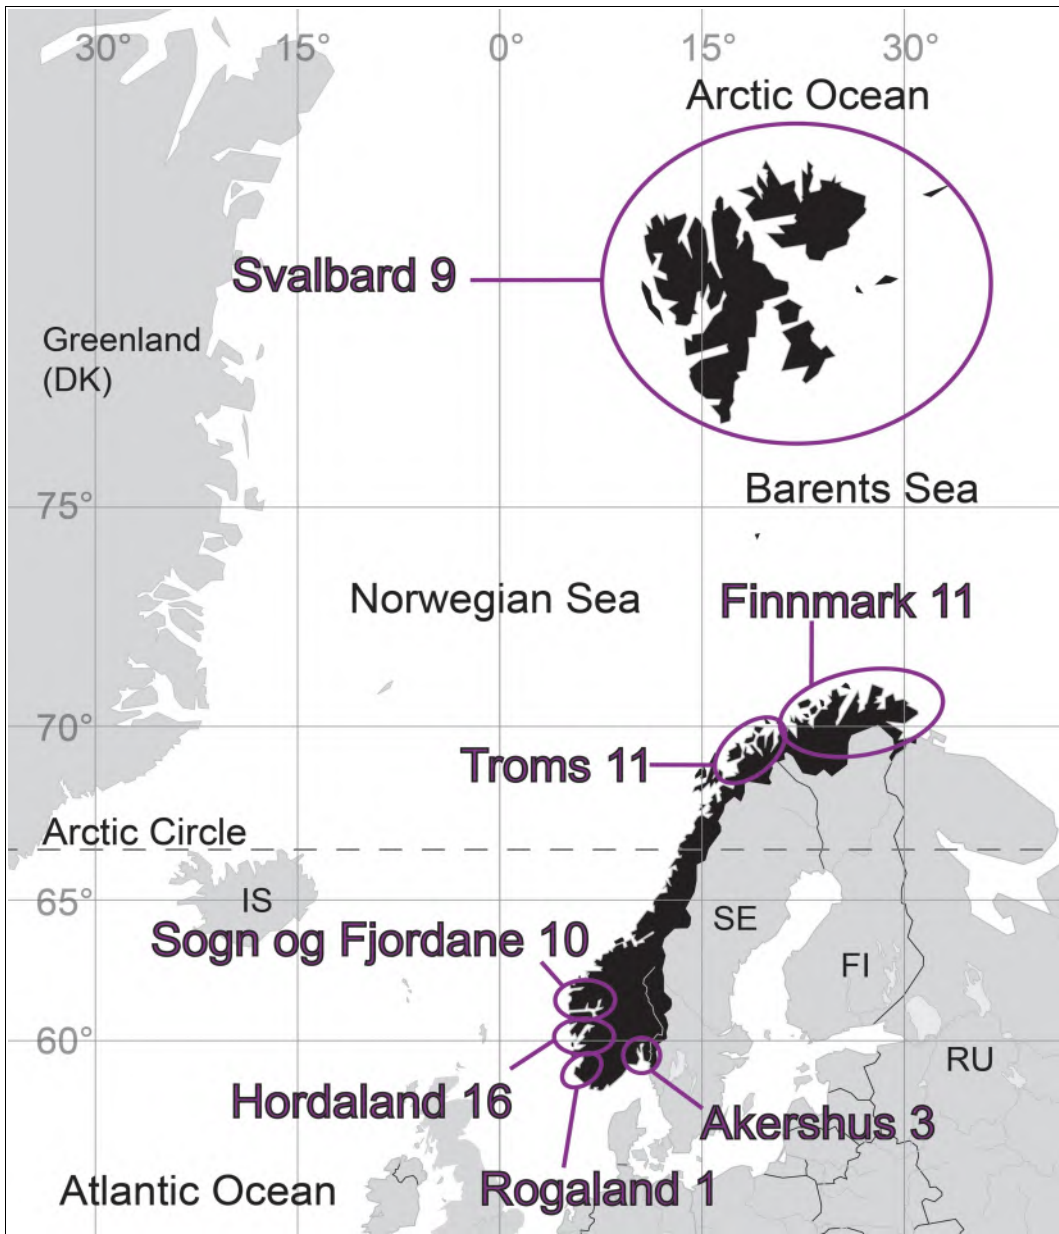 30° 15° 0° 15° 30°
Arctic Ocean
Svalbard 9
Greenland
(DK)
Barents Sea
75°
Norwegian Sea
Finnmark 11
70°
Troms 11
Arctic Circle
65°
IS
SE
Sogn og Fjordane 10
FI
60°
RU
Hordaland 16
Akershus 3
Rogaland 1
Atlantic Ocean